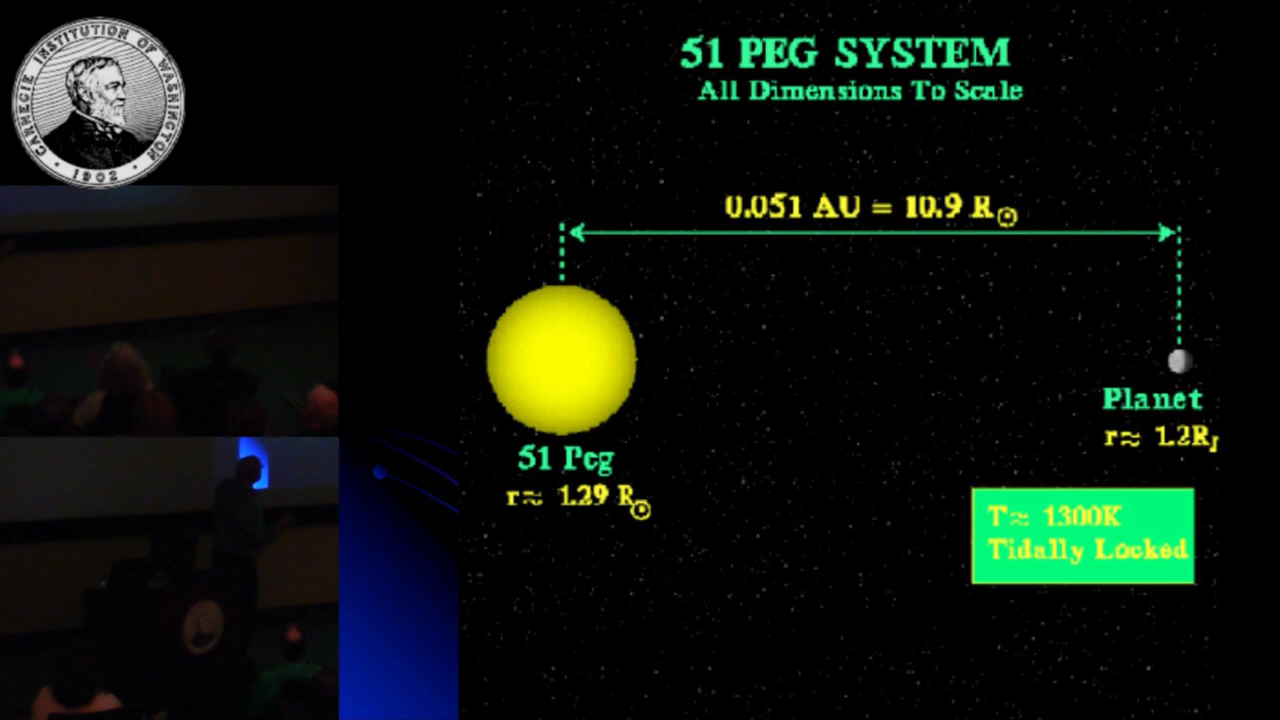 CARNEGIE INSTITUTION OF WASHINGTON
• 1902 •
51 PEG SYSTEM
All Dimensions To Scale
0.051 AU = 10.9 R☉
51 Peg
r≈ 1.29 R☉
Planet
r≈ 1.2RJ
T≈ 1300K
Tidally Locked